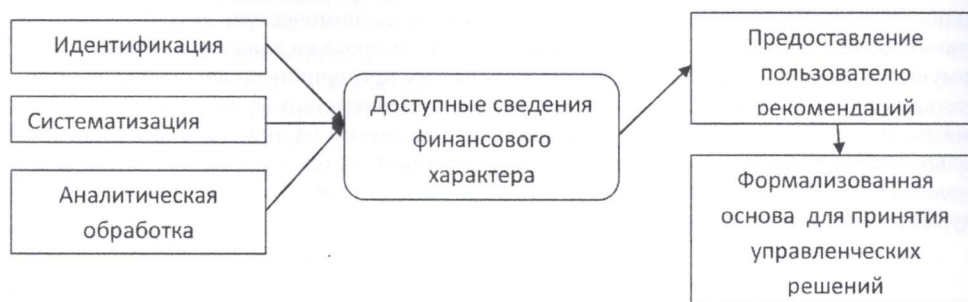 Идентификация
Систематизация
Аналитическая
обработка
Доступные сведения
финансового
характера
Предоставление
пользователю
рекомендаций
Формализованная
основа для принятия
управленческих
решений